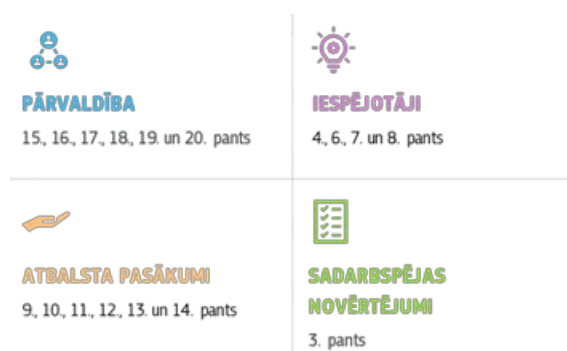 PĀRVALDĪBA
15., 16., 17., 18., 19. un 20. pants
IESPĒJOTĀJI
4., 6., 7. un 8. pants
ATBALSTA PASĀKUMI
9., 10., 11., 12., 13. un 14. pants
SADARBSPĒJAS
NOVĒRTĒJUMI
3. pants